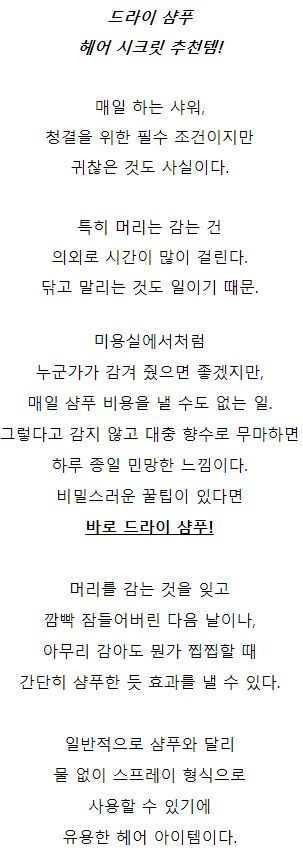 드라이 샴푸
헤어 시크릿 추천템!
매일 하는 샤워,
청결을 위한 필수 조건이지만
귀찮은 것도 사실이다.
특히 머리는 감는 건
의외로 시간이 많이 걸린다.
닦고 말리는 것도 일이기 때문.
미용실에서처럼
누군가가 감겨 줬으면 좋겠지만,
매일 샴푸 비용을 낼 수도 없는 일.
그렇다고 감지 않고 대충 향수로 무마하면
하루 종일 민망한 느낌이다.
비밀스러운 꿀팁이 있다면
바로 드라이 샴푸!
머리를 감는 것을 잊고
깜빡 잠들어버린 다음 날이나,
아무리 감아도 뭔가 찝찝할 때
간단히 샴푸한 듯 효과를 낼 수 있다.
일반적으로 샴푸와 달리
물 없이 스프레이 형식으로
사용할 수 있기에
유용한 헤어 아이템이다.